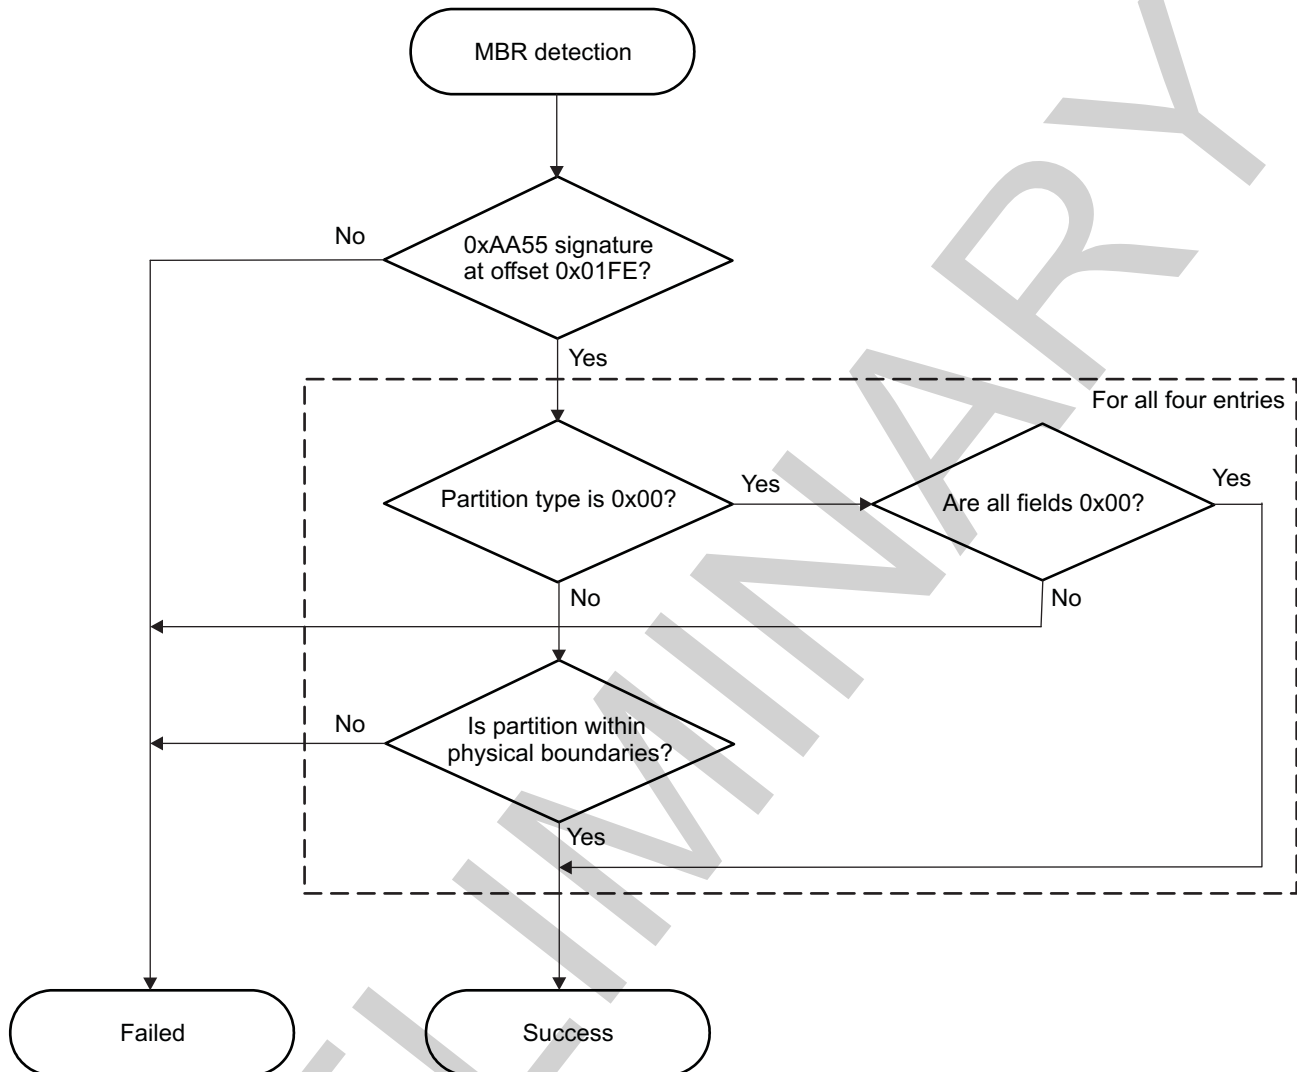 MBR detection
No
0xAA55 signature
at offset 0x01FE?
Yes
For all four entries
Partition type is 0x00?
Yes
Are all fields 0x00?
Yes
No
No
No
Is partition within
physical boundaries?
Yes
Failed
Success